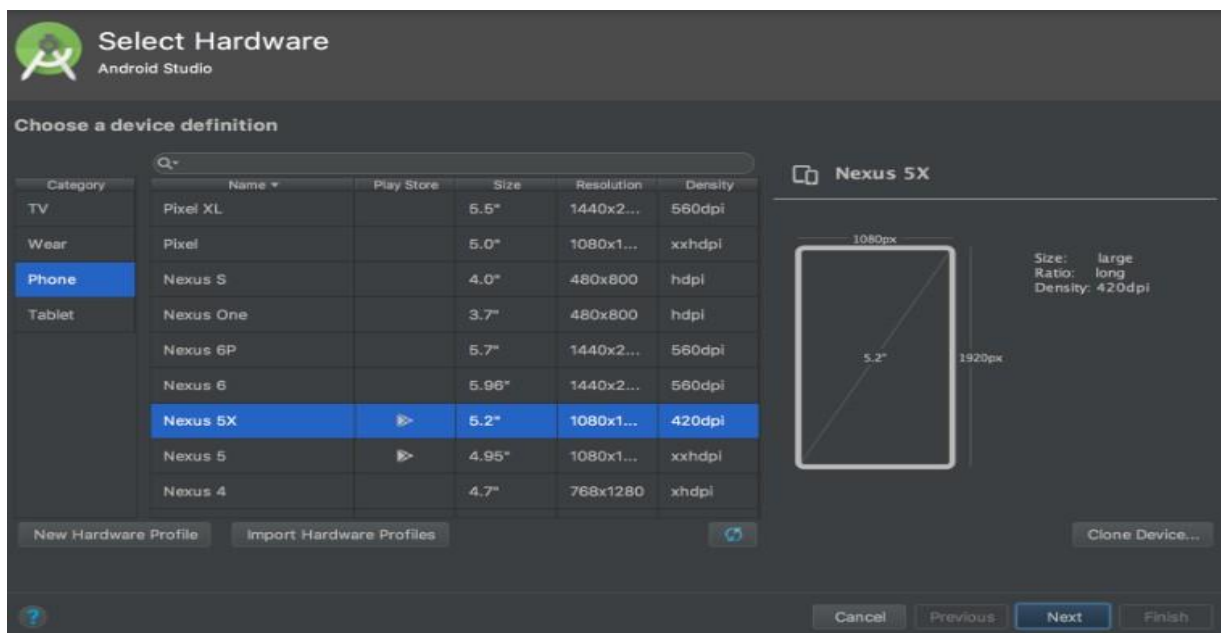 Select Hardware
Android Studio
Choose a device definition
Category Name Play Store Size Resolution Density
TV Pixel XL 5.5" 1440x2... 560dpi
Wear Pixel 5.0" 1080x1... xxhdpi
Phone Nexus S 4.0" 480x800 hdpi
Tablet Nexus One 3.7" 480x800 hdpi
Nexus 6P 5.7" 1440x2... 560dpi
Nexus 6 5.96" 1440x2... 560dpi
Nexus 5X 5.2" 1080x1... 420dpi
Nexus 5 4.95" 1080x1... xxhdpi
Nexus 4 4.7" 768x1280 xhdpi
New Hardware Profile Import Hardware Profiles
Nexus 5X
1080px
5.2"
1920px
Size: large
Ratio: long
Density: 420dpi
Clone Device...
?
Cancel Previous Next Finish